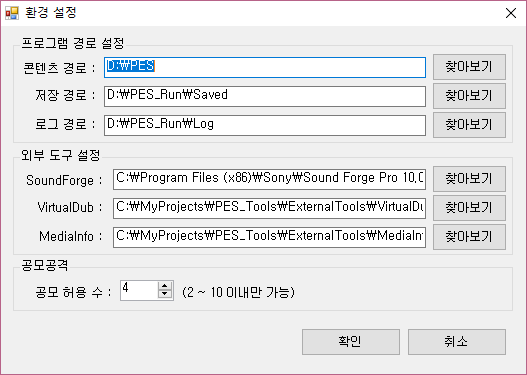 환경 설정
프로그램 경로 설정
콘텐츠 경로 : D:\PES 찾아보기
저장 경로 : D:\PES_Run\Saved 찾아보기
로그 경로 : D:\PES_Run\Log 찾아보기
외부 도구 설정
SoundForge : C:\Program Files (x86)\Sony\Sound Forge Pro 10.0 찾아보기
VirtualDub : C:\MyProjects\PES_Tools\ExternalTools\VirtualDu 찾아보기
MediaInfo : C:\MyProjects\PES_Tools\ExternalTools\MediaInf 찾아보기
공모공격
공모 허용 수 : 4 (2 ~ 10 이내만 가능)
확인 취소